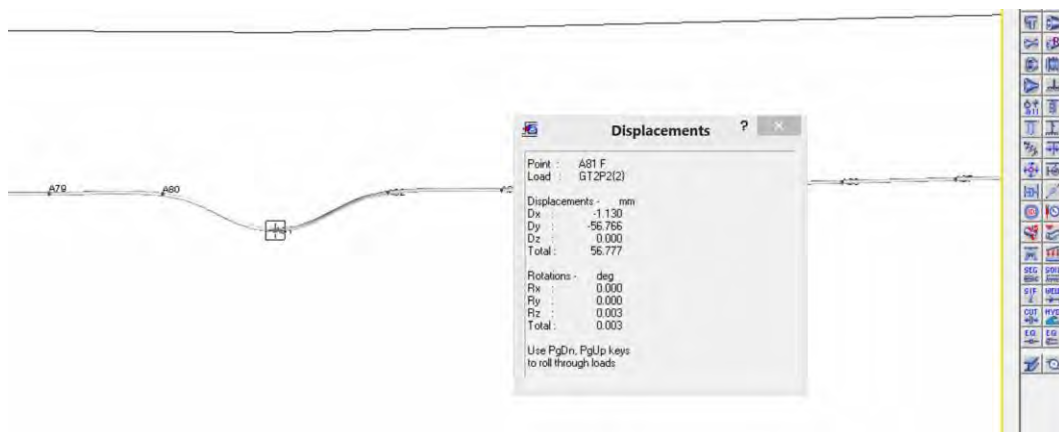 A79
A80
Displacements ?
Point : A81 F
Load : GT2P2(2)
Displacements - mm
Dx : -1.130
Dy : -56.766
Dz : 0.000
Total : 56.777
Rotations - deg
Rx : 0.000
Ry : 0.000
Rz : 0.003
Total : 0.003
Use PgDn, PgUp keys
to roll through loads
SEG
SIF